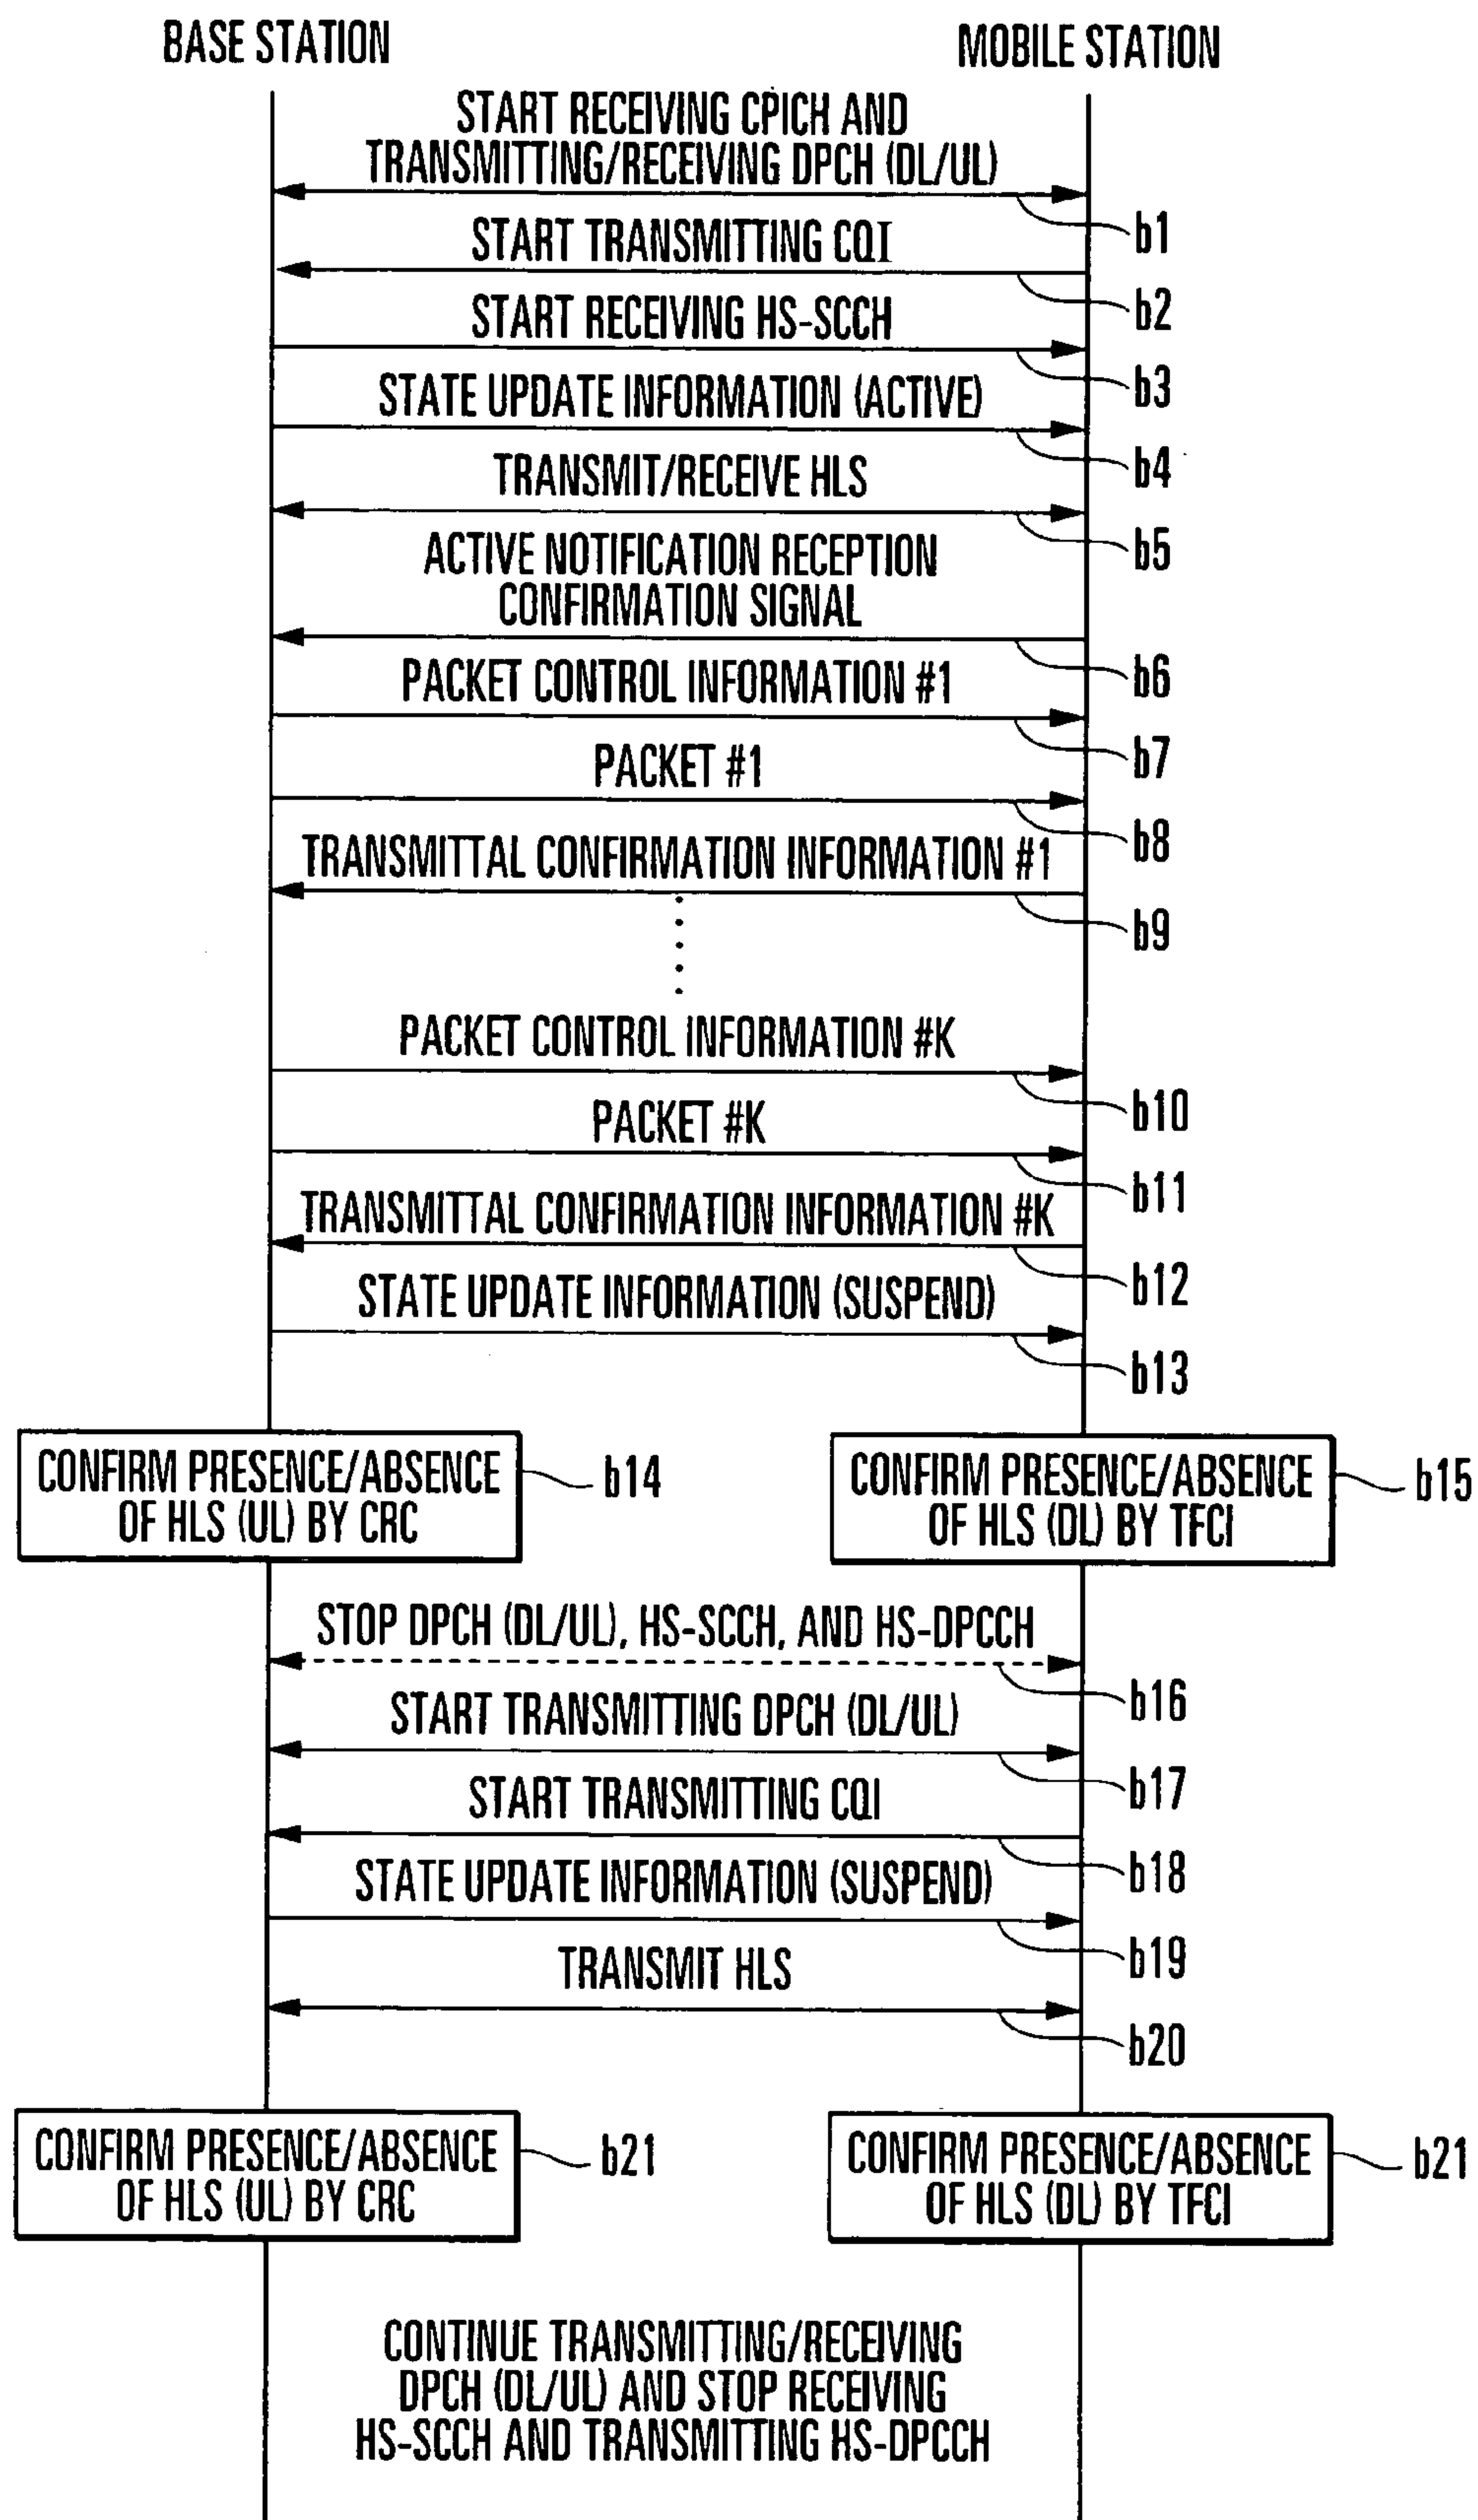 BASE STATION
MOBILE STATION
START RECEIVING CPICH AND
TRANSMITTING/RECEIVING DPCH (DL/UL)
b1
START TRANSMITTING CQI
b2
START RECEIVING HS-SCCH
b3
STATE UPDATE INFORMATION (ACTIVE)
b4
TRANSMIT/RECEIVE HLS
b5
ACTIVE NOTIFICATION RECEPTION
CONFIRMATION SIGNAL
b6
PACKET CONTROL INFORMATION #1
b7
PACKET #1
b8
TRANSMITTAL CONFIRMATION INFORMATION #1
b9
PACKET CONTROL INFORMATION #K
b10
PACKET #K
b11
TRANSMITTAL CONFIRMATION INFORMATION #K
b12
STATE UPDATE INFORMATION (SUSPEND)
b13
CONFIRM PRESENCE/ABSENCE
OF HLS (UL) BY CRC
b14
CONFIRM PRESENCE/ABSENCE
OF HLS (DL) BY TFCI
b15
STOP DPCH (DL/UL), HS-SCCH, AND HS-DPCCH
b16
START TRANSMITTING DPCH (DL/UL)
b17
START TRANSMITTING CQI
b18
STATE UPDATE INFORMATION (SUSPEND)
b19
TRANSMIT HLS
b20
CONFIRM PRESENCE/ABSENCE
OF HLS (UL) BY CRC
b21
CONFIRM PRESENCE/ABSENCE
OF HLS (DL) BY TFCI
b21
CONTINUE TRANSMITTING/RECEIVING
DPCH (DL/UL) AND STOP RECEIVING
HS-SCCH AND TRANSMITTING HS-DPCCH